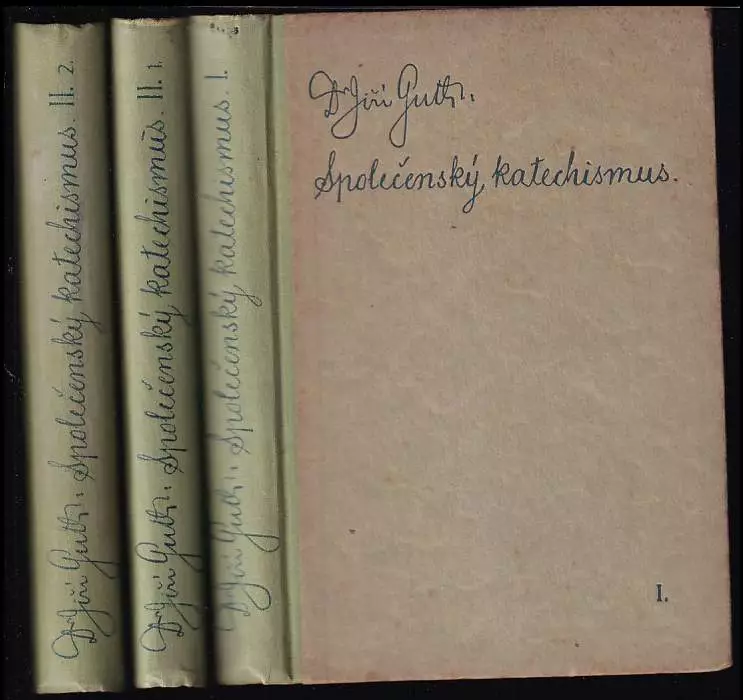 Dr Jiří Guth: Společenský katechismus. II. 2.
Dr Jiří Guth: Společenský katechismus. II. 1.
Dr Jiří Guth: Společenský katechismus. I.
Dr Jiří Guth:
Společenský katechismus.
I.